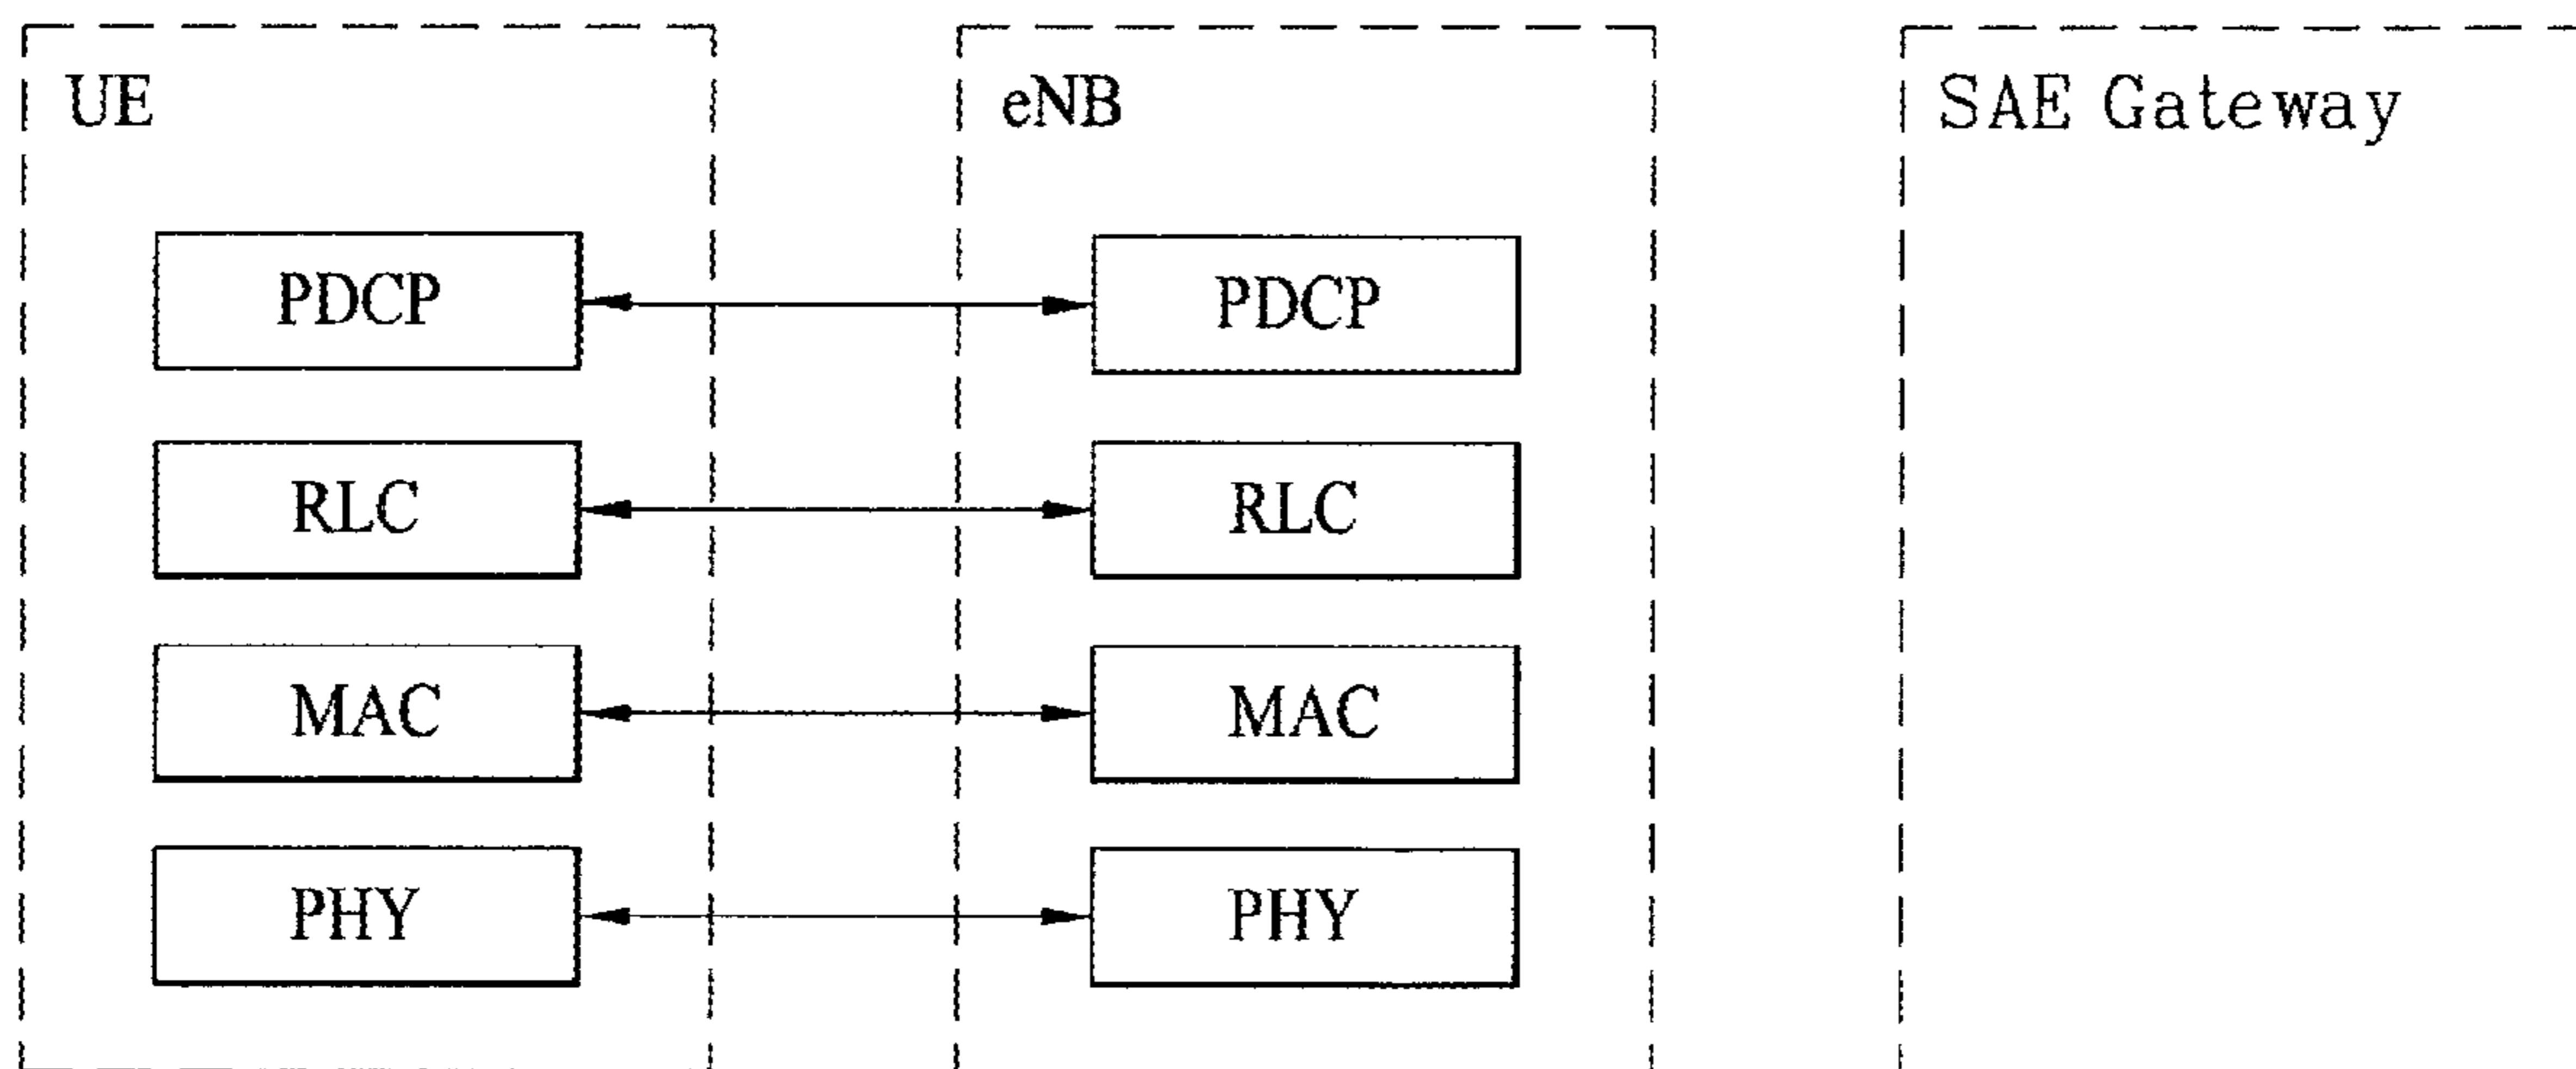 UE
eNB
SAE Gateway
PDCP
PDCP
RLC
RLC
MAC
MAC
PHY
PHY